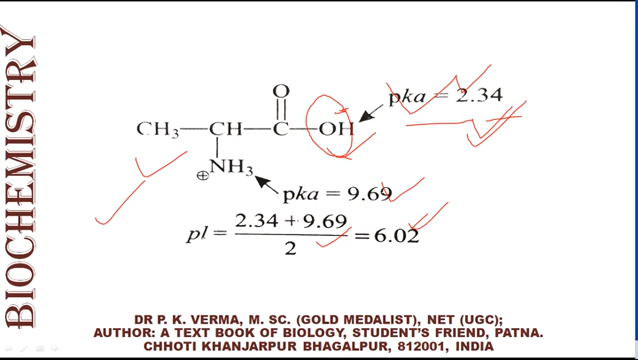 BIOCHEMISTRY
O
CH₃—CH—C—OH
pka = 2.34
⊕NH₃
pka = 9.69
pl = 2.34 + 9.69 / 2 = 6.02
DR P. K. VERMA, M. SC. (GOLD MEDALIST), NET (UGC);
AUTHOR: A TEXT BOOK OF BIOLOGY, STUDENT'S FRIEND, PATNA.
CHHOTI KHANJARPUR BHAGALPUR, 812001, INDIA